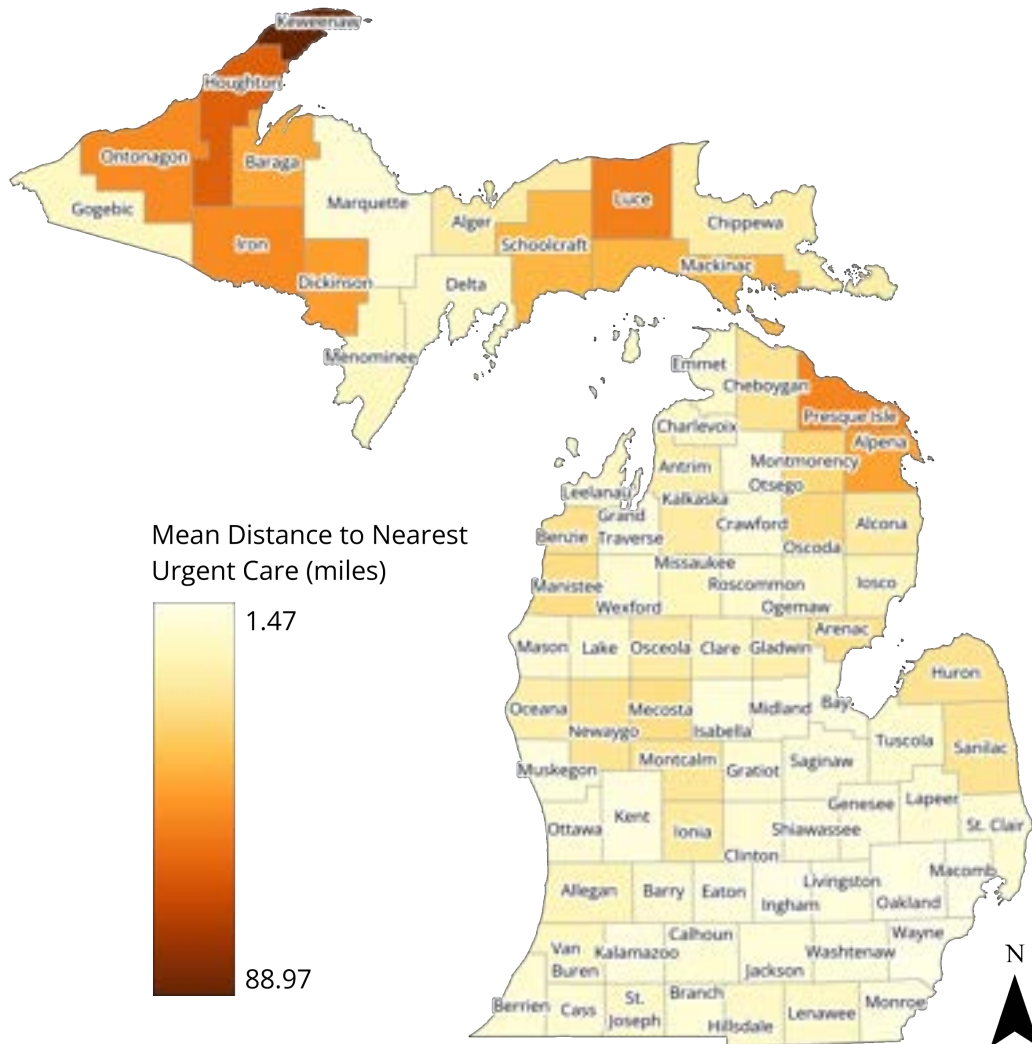 Keweenaw
Houghton
Ontonagon
Baraga
Gogebic
Marquette
Luce
Alger
Chippewa
Iron
Schoolcraft
Mackinac
Dickinson
Delta
Menominee
Emmet
Cheboygan
Presque Isle
Charlevoix
Alpena
Antrim
Montmorency
Otsego
Leelanau
Kalkaska
Grand
Traverse
Crawford
Alcona
Benzie
Oscoda
Mean Distance to Nearest
Urgent Care (miles)
1.47
88.97
Missaukee
Manistee
Roscommon
Iosco
Wexford
Ogemaw
Arenac
Mason
Lake
Osceola
Clare
Gladwin
Huron
Oceana
Mecosta
Midland
Bay
Newaygo
Isabella
Tuscola
Sanilac
Muskegon
Montcalm
Gratiot
Saginaw
Genesee
Lapeer
Ottawa
Kent
Ionia
Shiawassee
St. Clair
Clinton
Macomb
Allegan
Barry
Eaton
Livingston
Ingham
Oakland
Van
Buren
Kalamazoo
Calhoun
Wayne
Washtenaw
Jackson
N
Berrien
Cass
St.
Joseph
Branch
Hillsdale
Lenawee
Monroe